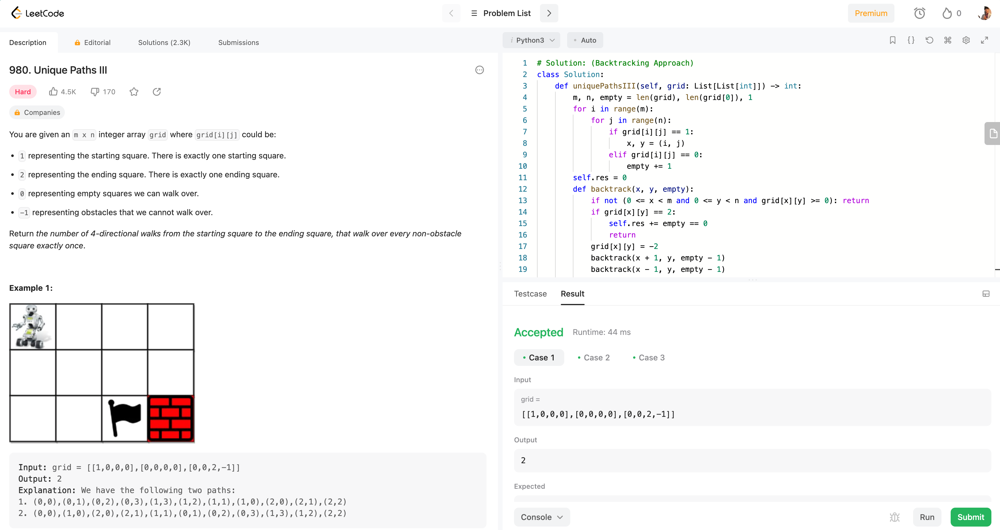 LeetCode
Problem List
Premium
0
Description
Editorial
Solutions (2.3K)
Submissions
980. Unique Paths III
Hard
4.5K
170
Companies
You are given an m x n integer array grid where grid[i][j] could be:
• 1 representing the starting square. There is exactly one starting square.
• 2 representing the ending square. There is exactly one ending square.
• 0 representing empty squares we can walk over.
• -1 representing obstacles that we cannot walk over.
Return the number of 4-directional walks from the starting square to the ending square, that walk over every non-obstacle
square exactly once.
Example 1:
Input: grid = [[1,0,0,0],[0,0,0,0],[0,0,2,-1]]
Output: 2
Explanation: We have the following two paths:
1. (0,0),(0,1),(0,2),(0,3),(1,3),(1,2),(1,1),(1,0),(2,0),(2,1),(2,2)
2. (0,0),(1,0),(2,0),(2,1),(1,1),(0,1),(0,2),(0,3),(1,3),(1,2),(2,2)
i Python3
• Auto
1 # Solution: (Backtracking Approach)
2 class Solution:
3     def uniquePathsIII(self, grid: List[List[int]]) -> int:
4         m, n, empty = len(grid), len(grid[0]), 1
5         for i in range(m):
6             for j in range(n):
7                 if grid[i][j] == 1:
8                     x, y = (i, j)
9                 elif grid[i][j] == 0:
10                     empty += 1
11         self.res = 0
12         def backtrack(x, y, empty):
13             if not (0 <= x < m and 0 <= y < n and grid[x][y] >= 0): return
14             if grid[x][y] == 2:
15                 self.res += empty == 0
16                 return
17             grid[x][y] = -2
18             backtrack(x + 1, y, empty - 1)
19             backtrack(x - 1, y, empty - 1)
Testcase
Result
Accepted
Runtime: 44 ms
• Case 1
• Case 2
• Case 3
Input
grid =
[[1,0,0,0],[0,0,0,0],[0,0,2,-1]]
Output
2
Expected
Console
Run
Submit